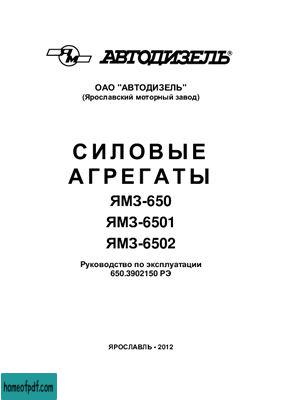 ЯМ АВТОДИЗЕЛЬ®
ОАО "АВТОДИЗЕЛЬ"
(Ярославский моторный завод)
СИЛОВЫЕ
АГРЕГАТЫ
ЯМЗ-650
ЯМЗ-6501
ЯМЗ-6502
Руководство по эксплуатации
650.3902150 РЭ
ЯРОСЛАВЛЬ - 2012
homeofpdf.com